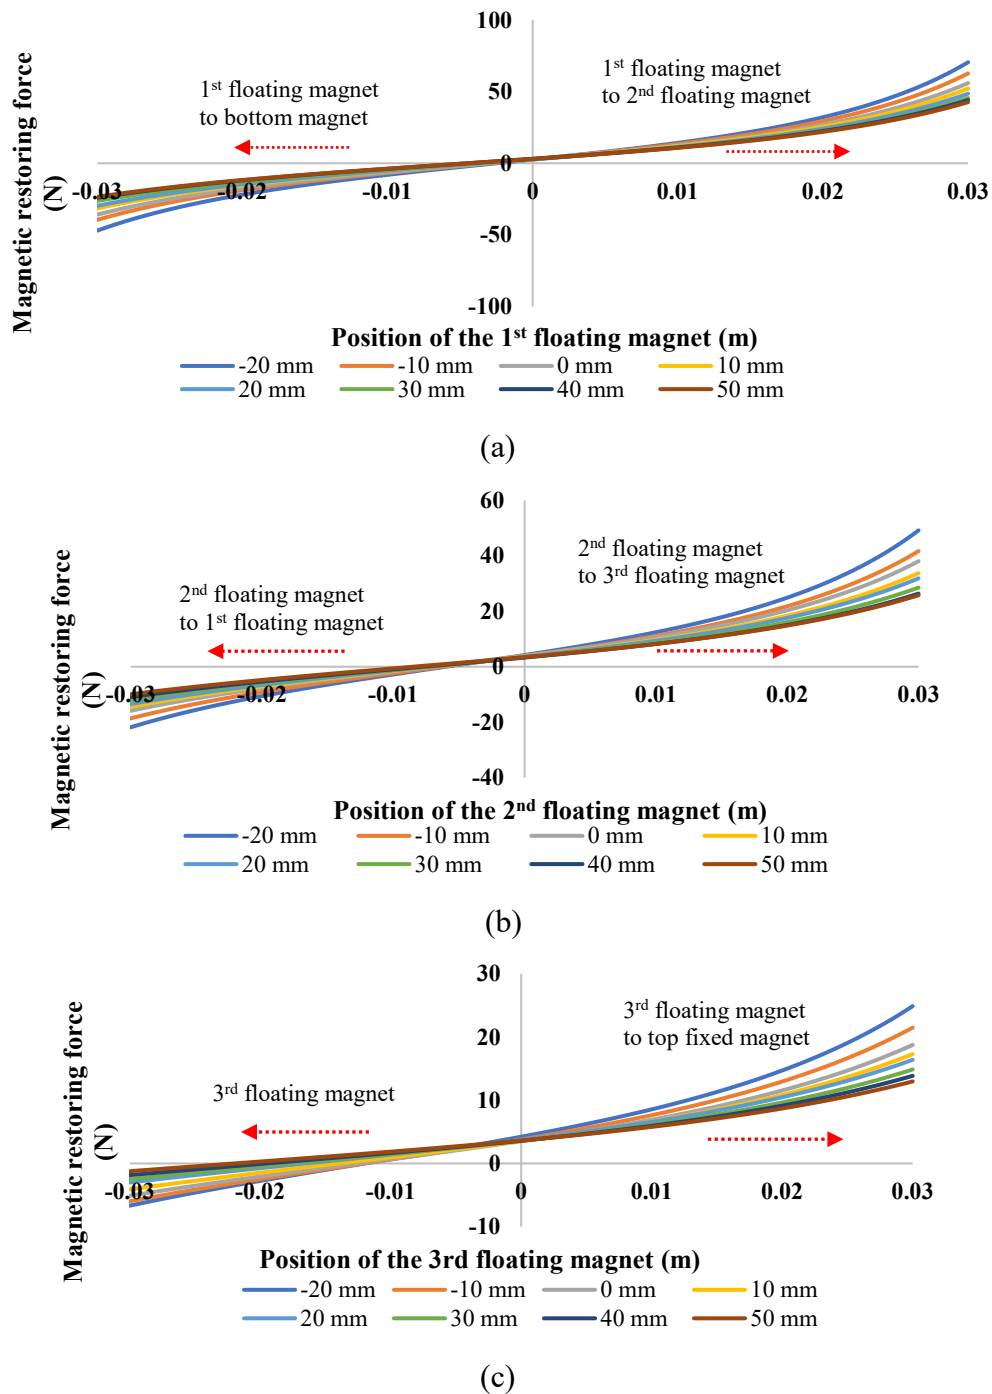 100
50
0
-50
-100
Magnetic restoring force
(N)
1st floating magnet
to bottom magnet
1st floating magnet
to 2nd floating magnet
-0.03 -0.02 -0.01 0 0.01 0.02 0.03
Position of the 1st floating magnet (m)
-20 mm -10 mm 0 mm 10 mm
20 mm 30 mm 40 mm 50 mm
(a)
60
40
20
0
-20
-40
Magnetic restoring force
(N)
2nd floating magnet
to 1st floating magnet
2nd floating magnet
to 3rd floating magnet
-0.03 -0.02 -0.01 0 0.01 0.02 0.03
Position of the 2nd floating magnet (m)
-20 mm -10 mm 0 mm 10 mm
20 mm 30 mm 40 mm 50 mm
(b)
30
20
10
0
-10
Magnetic restoring force
(N)
3rd floating magnet
3rd floating magnet
to top fixed magnet
-0.03 -0.02 -0.01 0 0.01 0.02 0.03
Position of the 3rd floating magnet (m)
-20 mm -10 mm 0 mm 10 mm
20 mm 30 mm 40 mm 50 mm
(c)